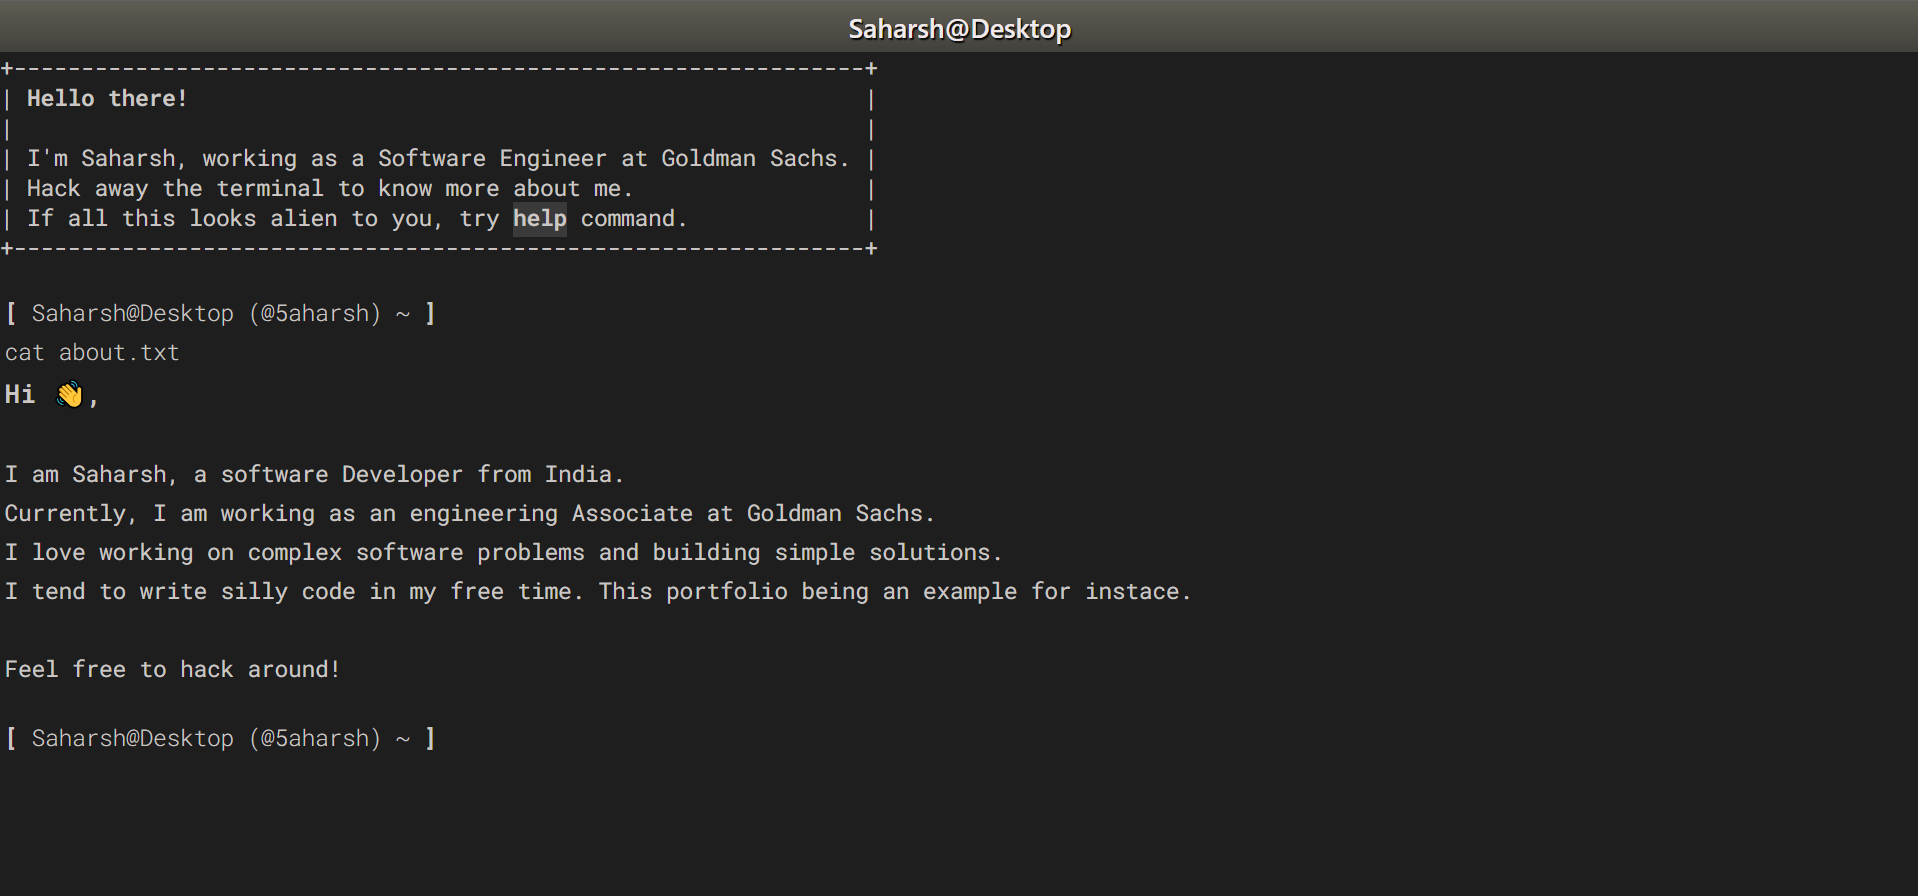 Saharsh@Desktop
+---------------------------------------------------------------+
| Hello there! |
| |
| I'm Saharsh, working as a Software Engineer at Goldman Sachs. |
| Hack away the terminal to know more about me. |
| If all this looks alien to you, try help command. |
+---------------------------------------------------------------+
[ Saharsh@Desktop (@5aharsh) ~ ]
cat about.txt
Hi 👋,
I am Saharsh, a software Developer from India.
Currently, I am working as an engineering Associate at Goldman Sachs.
I love working on complex software problems and building simple solutions.
I tend to write silly code in my free time. This portfolio being an example for instace.
Feel free to hack around!
[ Saharsh@Desktop (@5aharsh) ~ ]